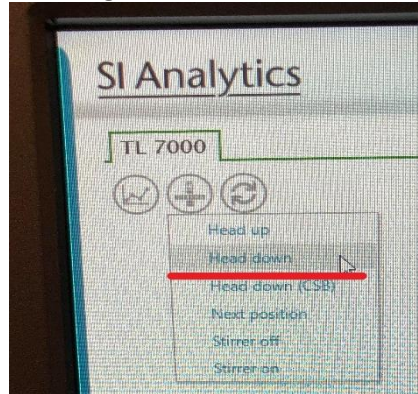 SI Analytics
TL 7000
Head up
Head down
Head down (CSB)
Next position
Stirrer off
Stirrer on